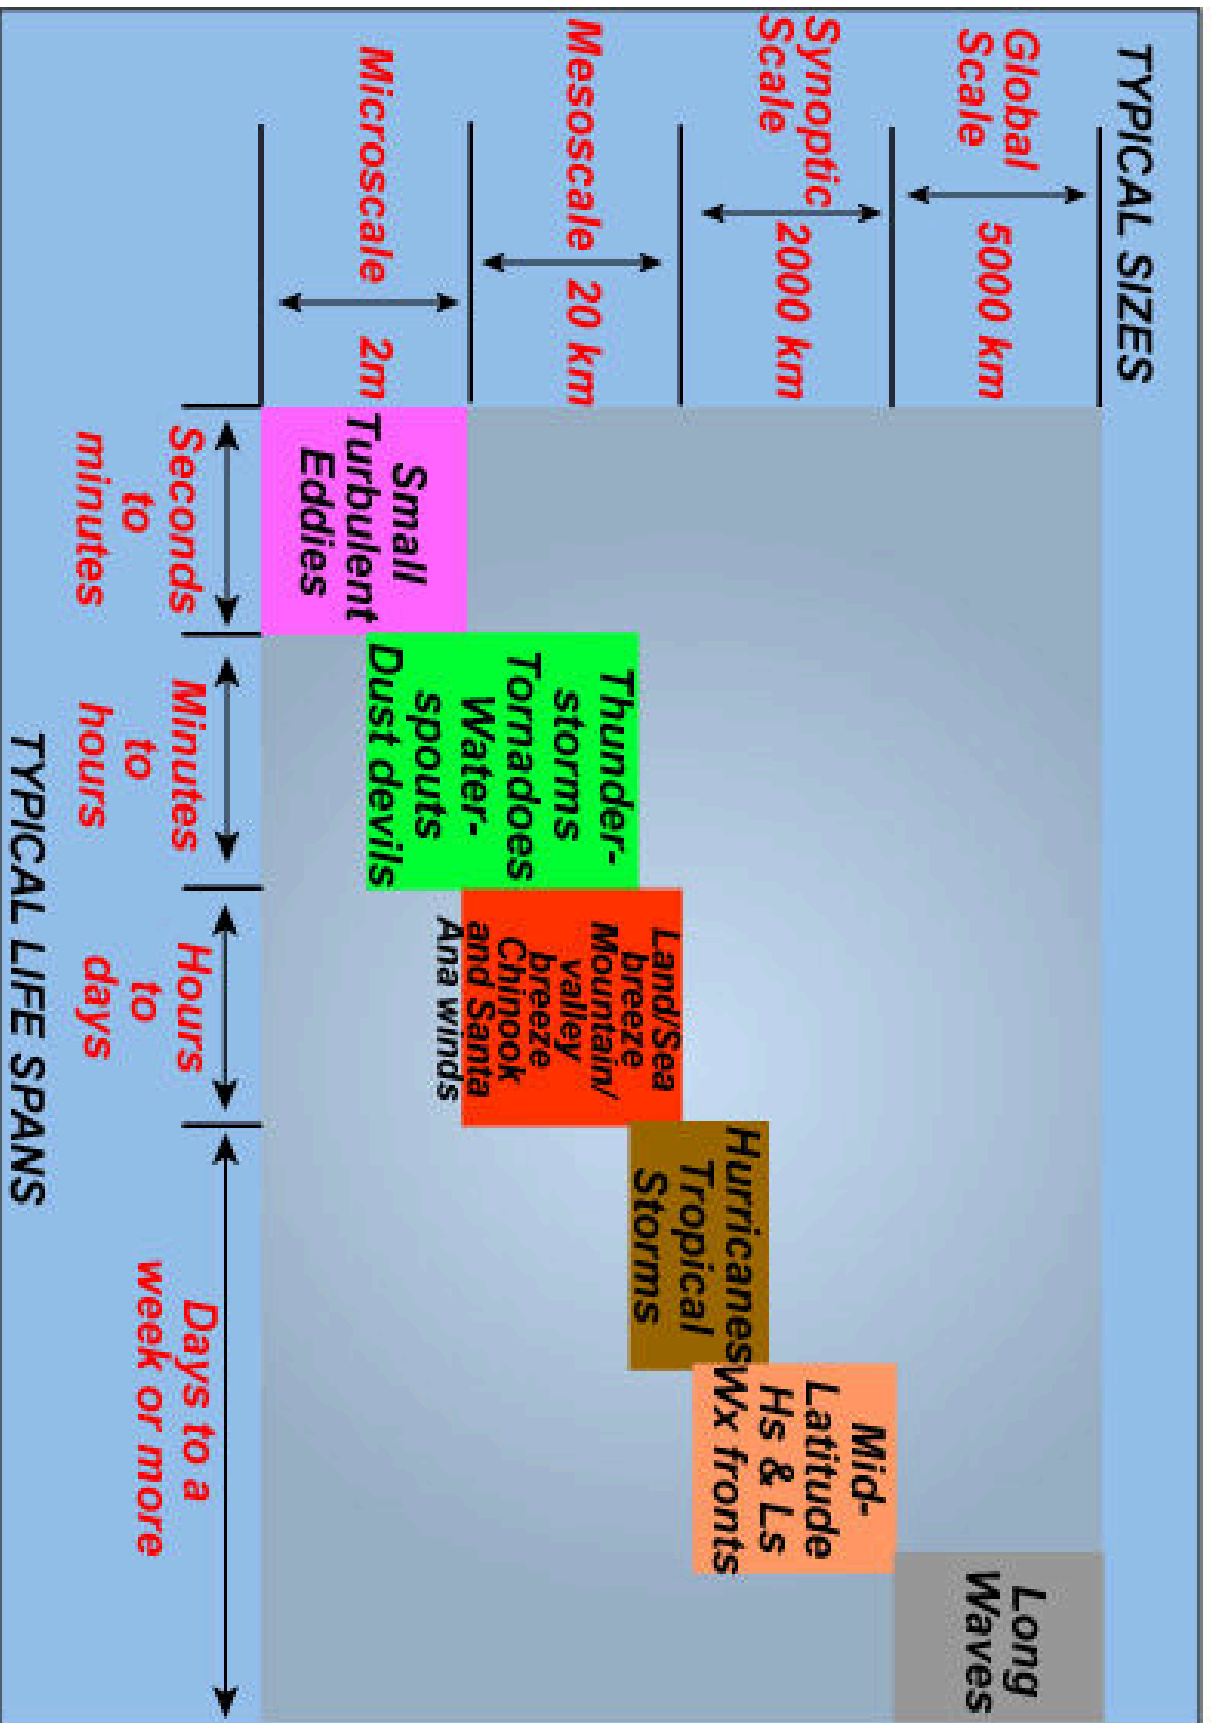 TYPICAL SIZES
Global
Scale
5000 km
Synoptic
Scale
2000 km
Mesoscale 20 km
Microscale 2m
Small
Turbulent
Eddies
Thunder-
storms
Tornadoes
Water-
spouts
Dust devils
Land/Sea
breeze
Mountain/
valley
breeze
Chinook
and Santa
Ana winds
Hurricanes
Tropical
Storms
Mid-
Latitude
Hs & Ls
Wx fronts
Long
Waves
Seconds
to
minutes
Minutes
to
hours
Hours
to
days
Days to a
week or more
TYPICAL LIFE SPANS